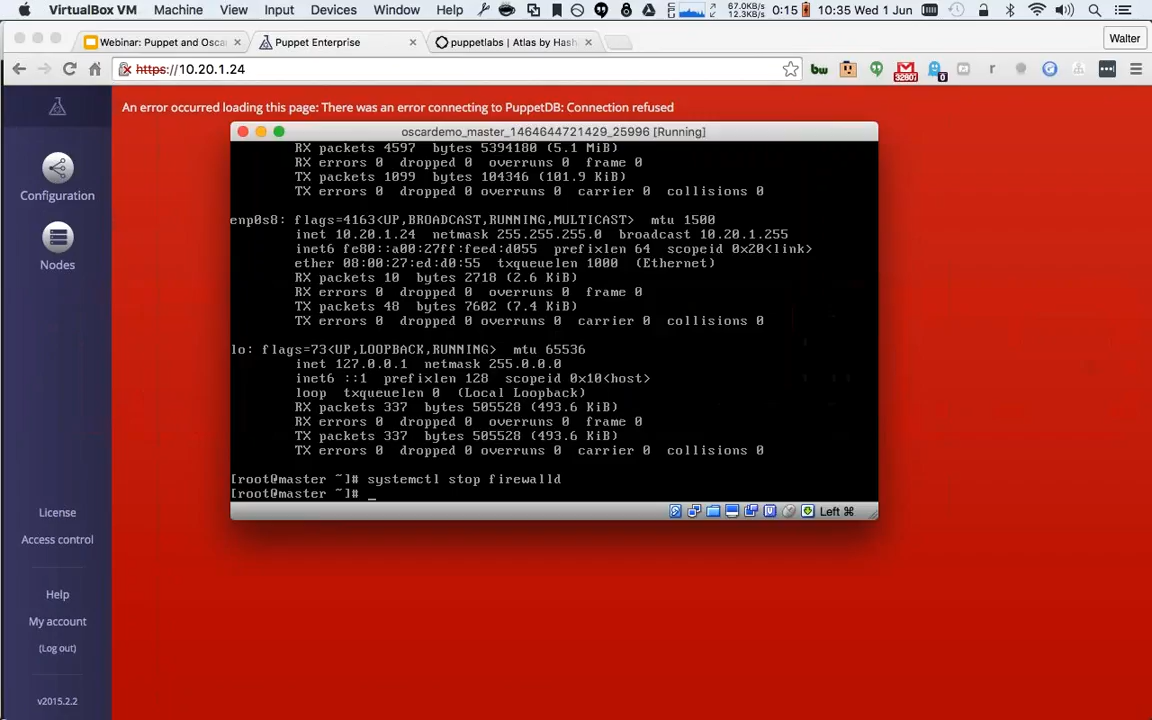 VirtualBox VM Machine View Input Devices Window Help 67.0KB/s 12.3KB/s 0:15 10:35 Wed 1 Jun
Webinar: Puppet and Osca × Puppet Enterprise × puppetlabs | Atlas by Hash × Walter
https://10.20.1.24 bw 32807 0 r
An error occurred loading this page: There was an error connecting to PuppetDB: Connection refused
oscardemo_master_1464644721429_25996 [Running]
RX packets 4597 bytes 5394180 (5.1 MiB)
RX errors 0 dropped 0 overruns 0 frame 0
TX packets 1099 bytes 104346 (101.9 KiB)
TX errors 0 dropped 0 overruns 0 carrier 0 collisions 0
enp0s8: flags=4163<UP,BROADCAST,RUNNING,MULTICAST> mtu 1500
inet 10.20.1.24 netmask 255.255.255.0 broadcast 10.20.1.255
inet6 fe80::a00:27ff:feed:d055 prefixlen 64 scopeid 0x20<link>
ether 08:00:27:ed:d0:55 txqueuelen 1000 (Ethernet)
RX packets 10 bytes 2718 (2.6 KiB)
RX errors 0 dropped 0 overruns 0 frame 0
TX packets 48 bytes 7602 (7.4 KiB)
TX errors 0 dropped 0 overruns 0 carrier 0 collisions 0
lo: flags=73<UP,LOOPBACK,RUNNING> mtu 65536
inet 127.0.0.1 netmask 255.0.0.0
inet6 ::1 prefixlen 128 scopeid 0x10<host>
loop txqueuelen 0 (Local Loopback)
RX packets 337 bytes 505528 (493.6 KiB)
RX errors 0 dropped 0 overruns 0 frame 0
TX packets 337 bytes 505528 (493.6 KiB)
TX errors 0 dropped 0 overruns 0 carrier 0 collisions 0
[root@master ~]# systemctl stop firewalld
[root@master ~]# _
Left ⌘
Configuration
Nodes
License
Access control
Help
My account
(Log out)
v2015.2.2